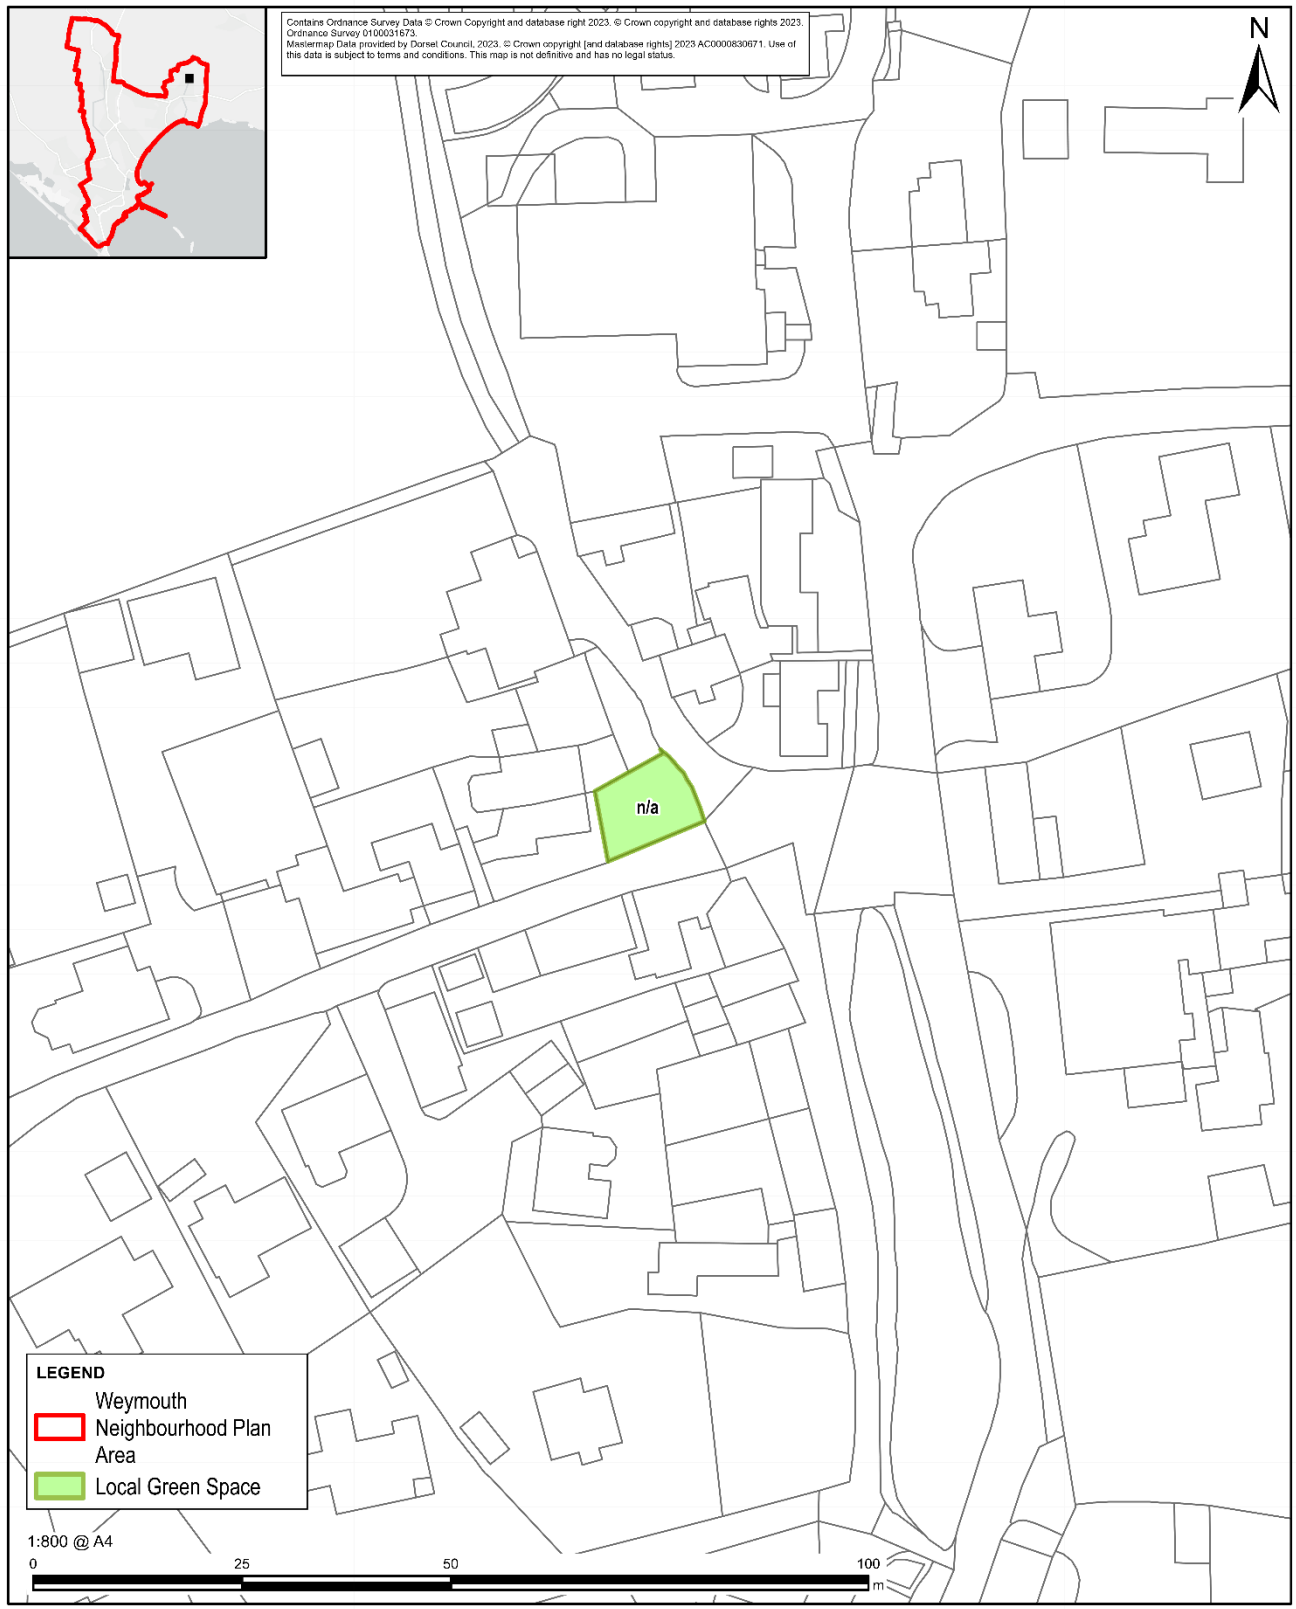 Contains Ordnance Survey Data © Crown Copyright and database right 2023. © Crown copyright and database rights 2023.
Ordnance Survey 0100031673.
Mastermap Data provided by Dorset Council, 2023. © Crown copyright [and database rights] 2023 AC0000830671. Use of
this data is subject to terms and conditions. This map is not definitive and has no legal status.
N
n/a
LEGEND
Weymouth
Neighbourhood Plan
Area
Local Green Space
1:800 @ A4
0 25 50 100
m